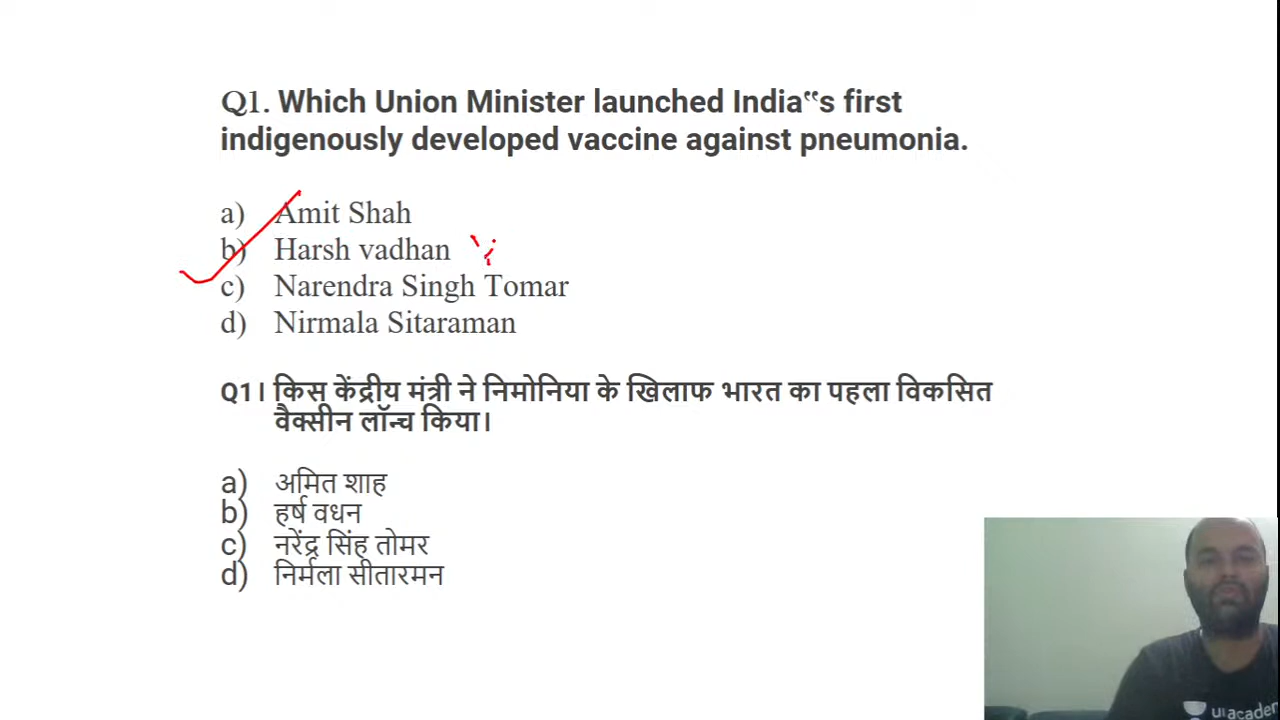 Q1. Which Union Minister launched India‟s first
indigenously developed vaccine against pneumonia.
a) Amit Shah
b) Harsh vadhan
c) Narendra Singh Tomar
d) Nirmala Sitaraman
Q1। किस केंद्रीय मंत्री ने निमोनिया के खिलाफ भारत का पहला विकसित
वैक्सीन लॉन्च किया।
a) अमित शाह
b) हर्ष वधन
c) नरेंद्र सिंह तोमर
d) निर्मला सीतारमन